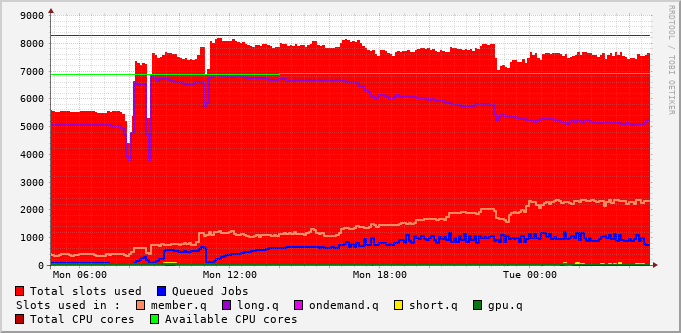 RRDTOOL / TOBI OETIKER
9000
8000
7000
6000
5000
4000
3000
2000
1000
0
Mon 06:00 Mon 12:00 Mon 18:00 Tue 00:00
Total slots used Queued Jobs
Slots used in : member.q long.q ondemand.q short.q gpu.q
Total CPU cores Available CPU cores